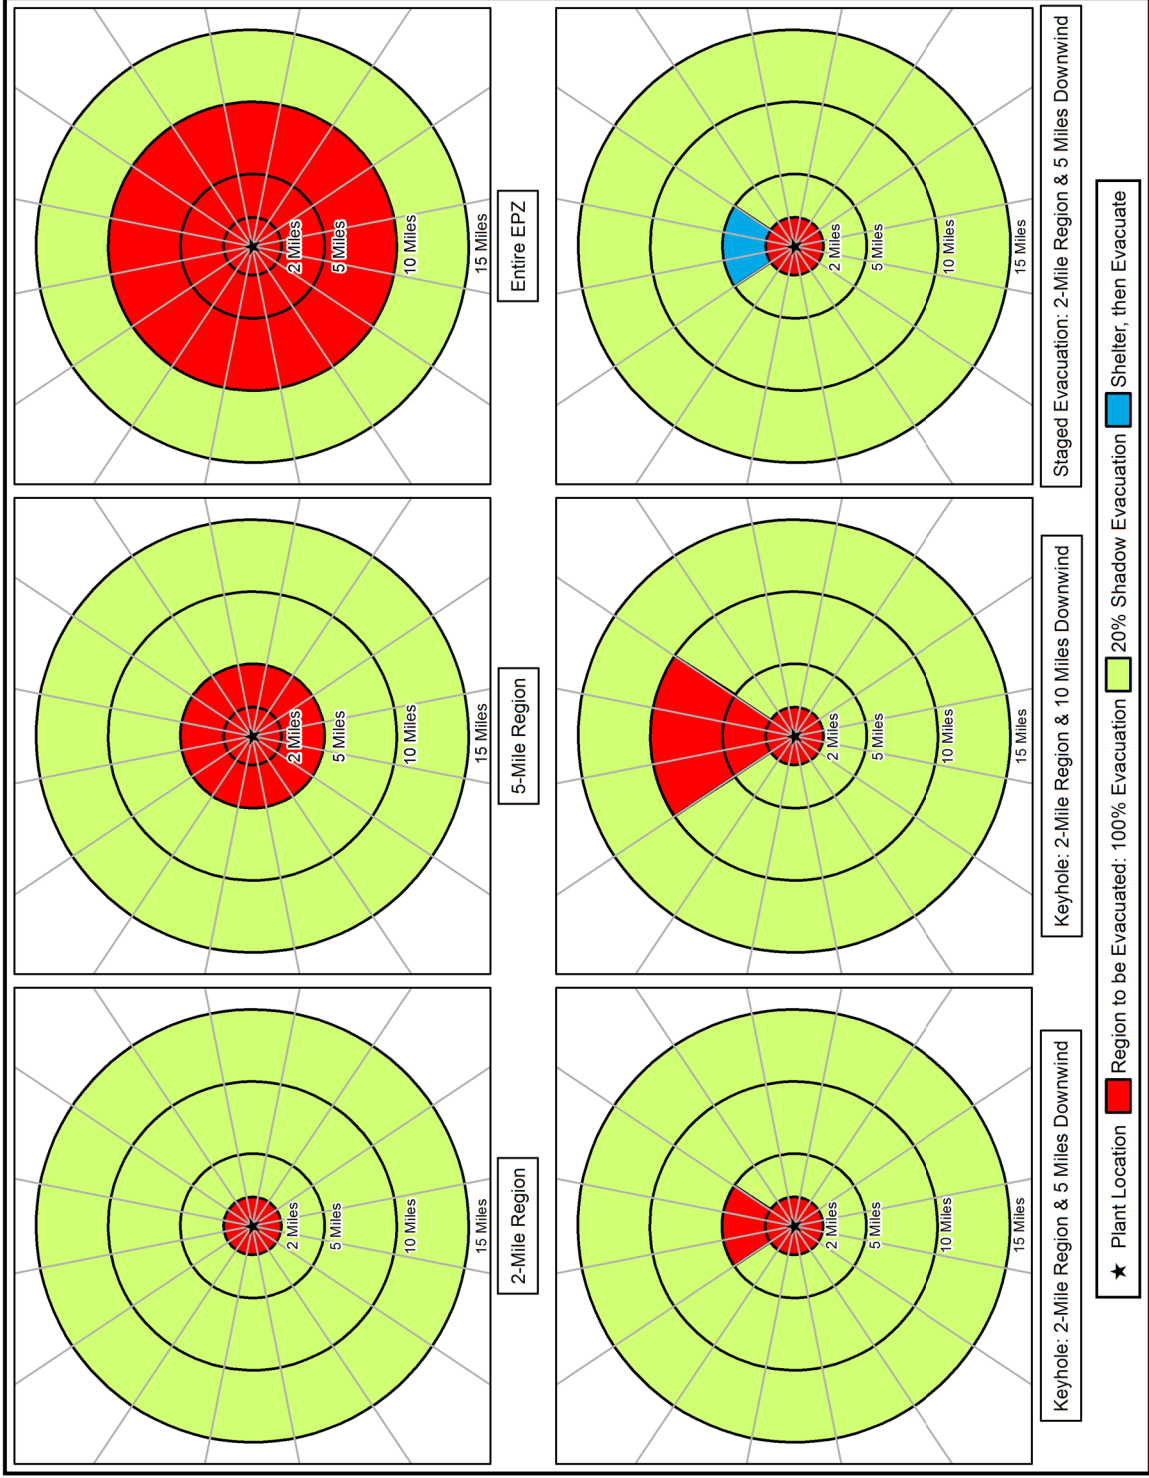 2 Miles
5 Miles
10 Miles
15 Miles
2-Mile Region
2 Miles
5 Miles
10 Miles
15 Miles
5-Mile Region
2 Miles
5 Miles
10 Miles
15 Miles
Entire EPZ
2 Miles
5 Miles
10 Miles
15 Miles
Keyhole: 2-Mile Region & 5 Miles Downwind
2 Miles
5 Miles
10 Miles
15 Miles
Keyhole: 2-Mile Region & 10 Miles Downwind
2 Miles
5 Miles
10 Miles
15 Miles
Staged Evacuation: 2-Mile Region & 5 Miles Downwind
Plant Location Region to be Evacuated: 100% Evacuation 20% Shadow Evacuation Shelter, then Evacuate